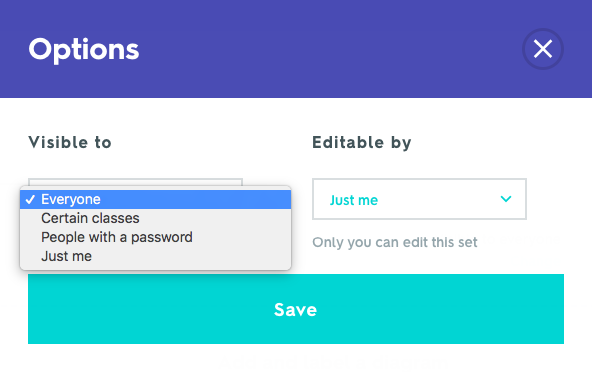 Options
Visible to
Editable by
✓ Everyone
Certain classes
People with a password
Just me
Just me
Only you can edit this set
Save